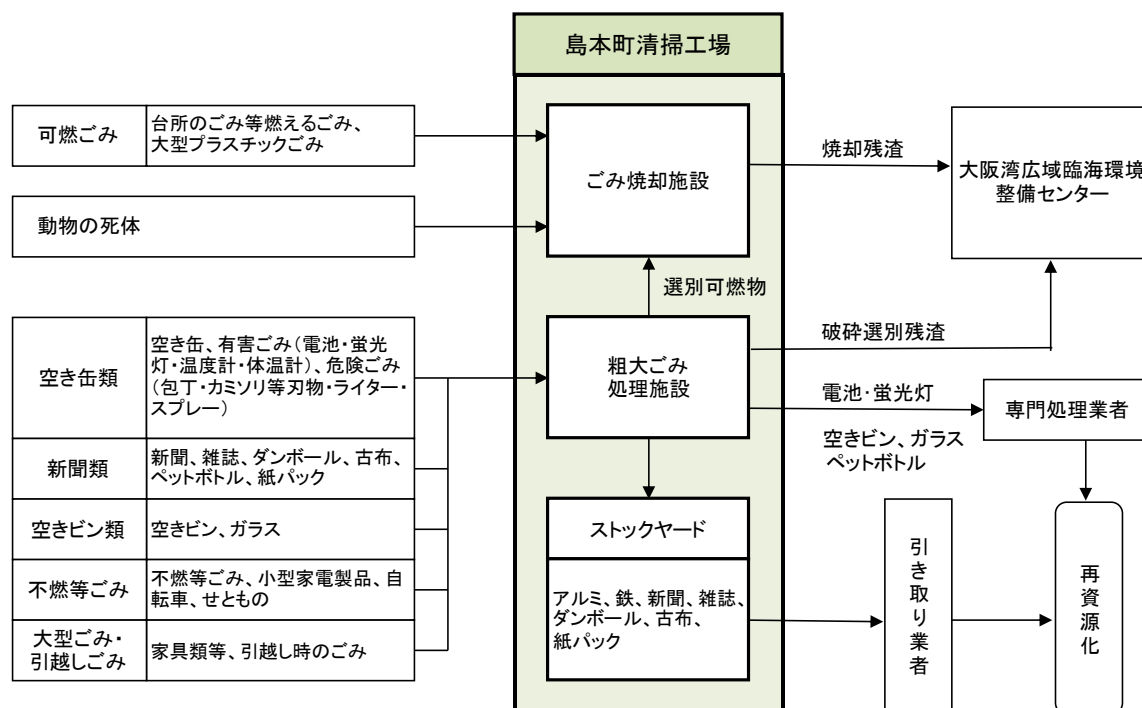 島本町清掃工場
可燃ごみ
台所のごみ等燃えるごみ、
大型プラスチックごみ
動物の死体
ごみ焼却施設
焼却残渣
大阪湾広域臨海環境
整備センター
選別可燃物
空き缶類
空き缶、有害ごみ(電池・蛍光
灯・温度計・体温計)、危険ごみ
(包丁・カミソリ等刃物・ライター・
スプレー)
粗大ごみ
処理施設
破砕選別残渣
電池・蛍光灯
専門処理業者
空きビン、ガラス
ペットボトル
新聞類
新聞、雑誌、ダンボール、古布、
ペットボトル、紙パック
空きビン類
空きビン、ガラス
不燃等ごみ
不燃等ごみ、小型家電製品、自
転車、せともの
大型ごみ・
引越しごみ
家具類等、引越し時のごみ
ストックヤード
アルミ、鉄、新聞、雑誌、
ダンボール、古布、
紙パック
引き取り業者
再資源化